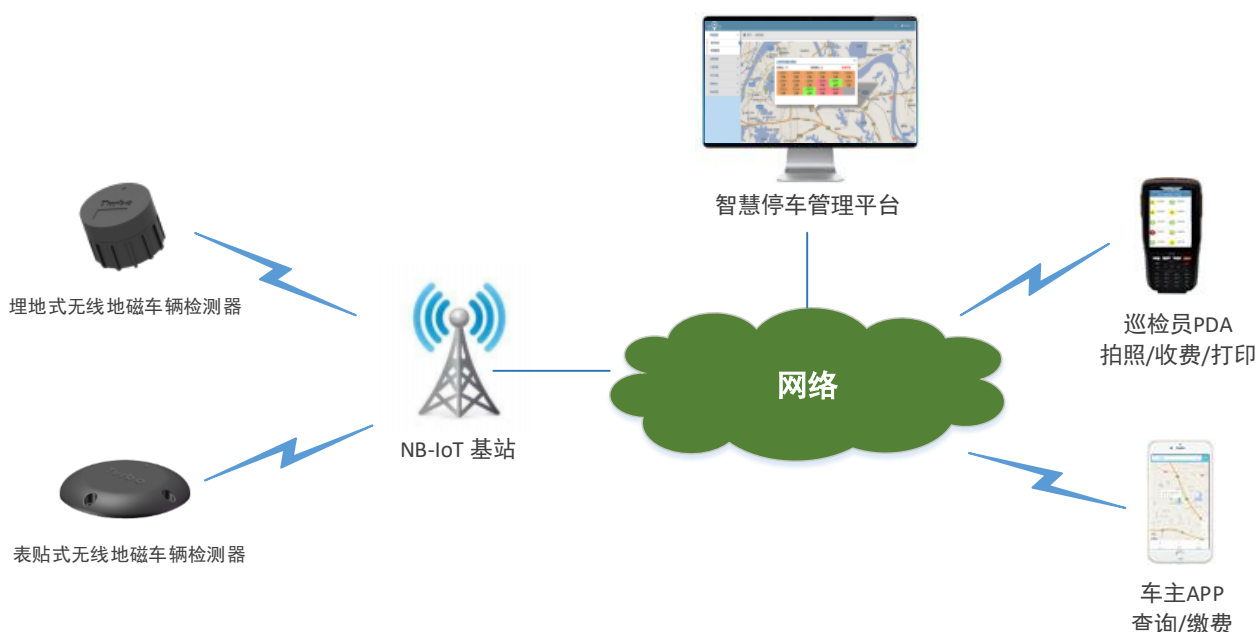 智慧停车管理平台
埋地式无线地磁车辆检测器
巡检员PDA
拍照/收费/打印
网络
NB-IoT 基站
表贴式无线地磁车辆检测器
车主APP
查询/缴费